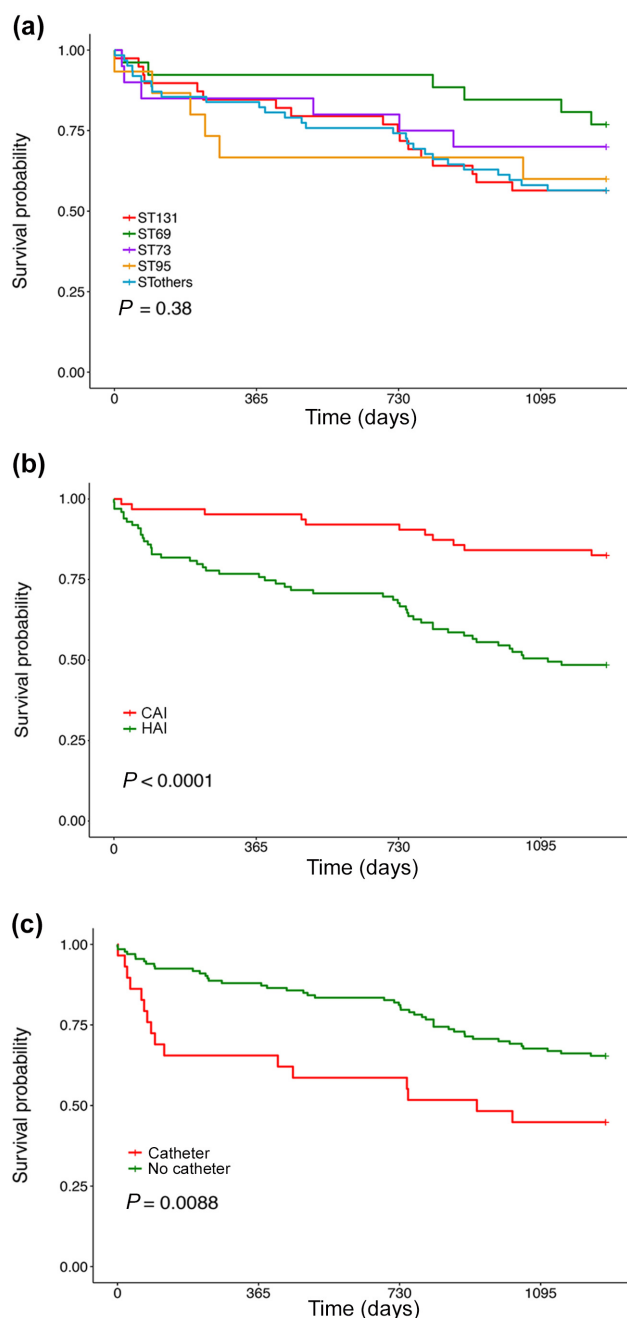 (a)
1.00
0.75
0.50
0.25
0.00
Survival probability
ST131
ST69
ST73
ST95
STothers
P = 0.38
0 365 730 1095
Time (days)
(b)
1.00
0.75
0.50
0.25
0.00
Survival probability
CAI
HAI
P < 0.0001
0 365 730 1095
Time (days)
(c)
1.00
0.75
0.50
0.25
0.00
Survival probability
Catheter
No catheter
P = 0.0088
0 365 730 1095
Time (days)